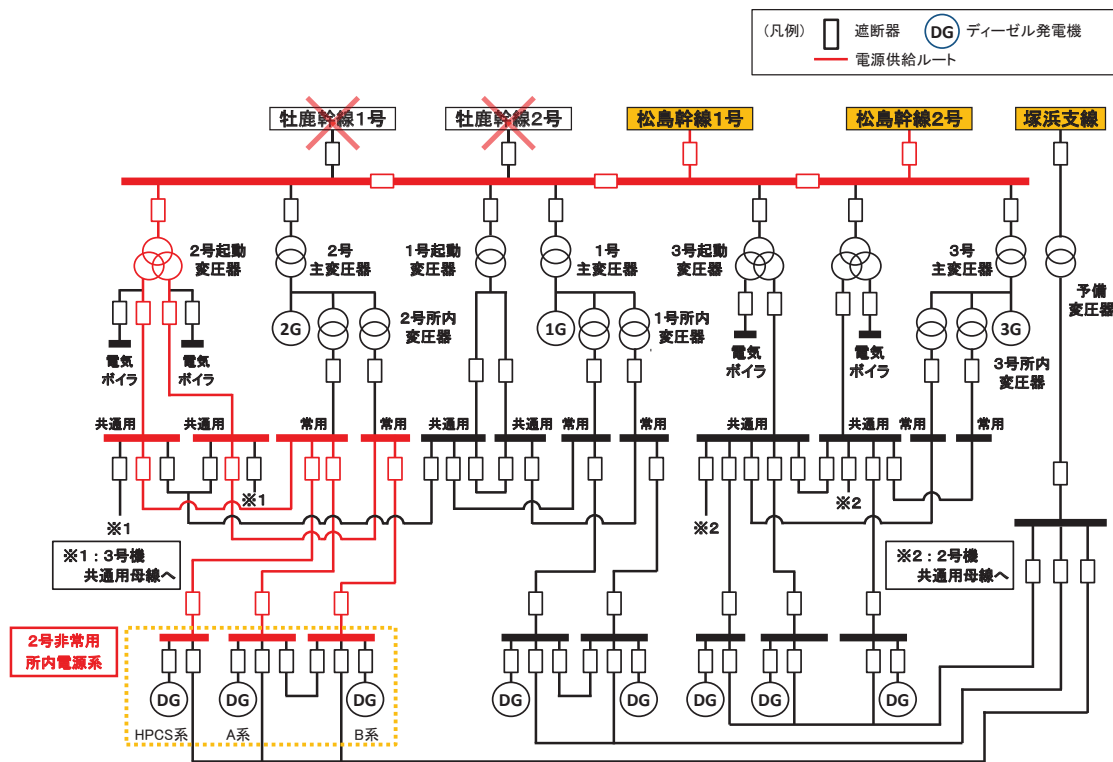 (凡例) 遮断器 DG ディーゼル発電機
電源供給ルート
牡鹿幹線1号
牡鹿幹線2号
松島幹線1号
松島幹線2号
塚浜支線
2号起動
変圧器
2号
主変圧器
1号起動
変圧器
1号
主変圧器
3号起動
変圧器
3号
主変圧器
予備
変圧器
2G
2号所内
変圧器
1G
1号所内
変圧器
3G
3号所内
変圧器
電気
ボイラ
電気
ボイラ
電気
ボイラ
電気
ボイラ
共通用
共通用
常用
常用
共通用
共通用
常用
常用
共通用
共通用
常用
常用
※1
※1
※2
※2
※1:3号機
共通用母線へ
※2:2号機
共通用母線へ
2号非常用
所内電源系
DG
DG
DG
DG
DG
DG
DG
DG
HPCS系
A系
B系